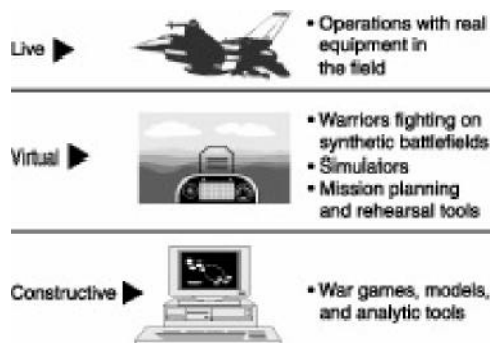 Live
• Operations with real
equipment in
the field
Virtual
• Warriors fighting on
synthetic battlefields
• Simulators
• Mission planning
and rehearsal tools
Constructive
• War games, models,
and analytic tools